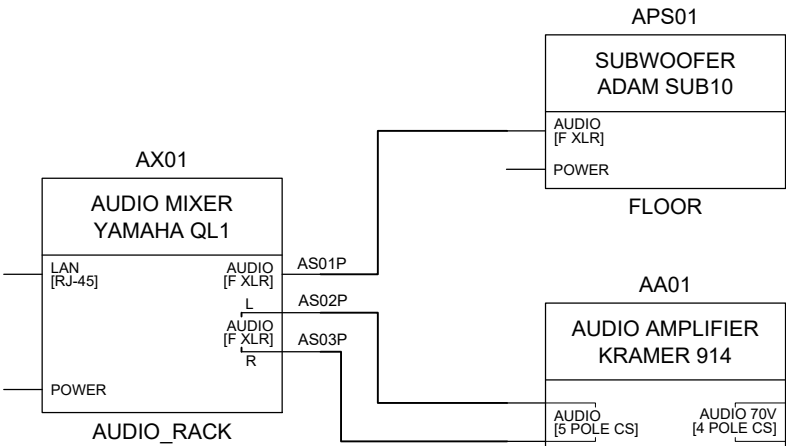 APS01
SUBWOOFER
ADAM SUB10
AUDIO
[F XLR]
POWER
FLOOR
AX01
AUDIO MIXER
YAMAHA QL1
LAN
[RJ-45]
AUDIO
[F XLR]
AS01P
L
AS02P
AUDIO
[F XLR]
AS03P
R
POWER
AUDIO_RACK
AA01
AUDIO AMPLIFIER
KRAMER 914
AUDIO
[5 POLE CS]
AUDIO 70V
[4 POLE CS]